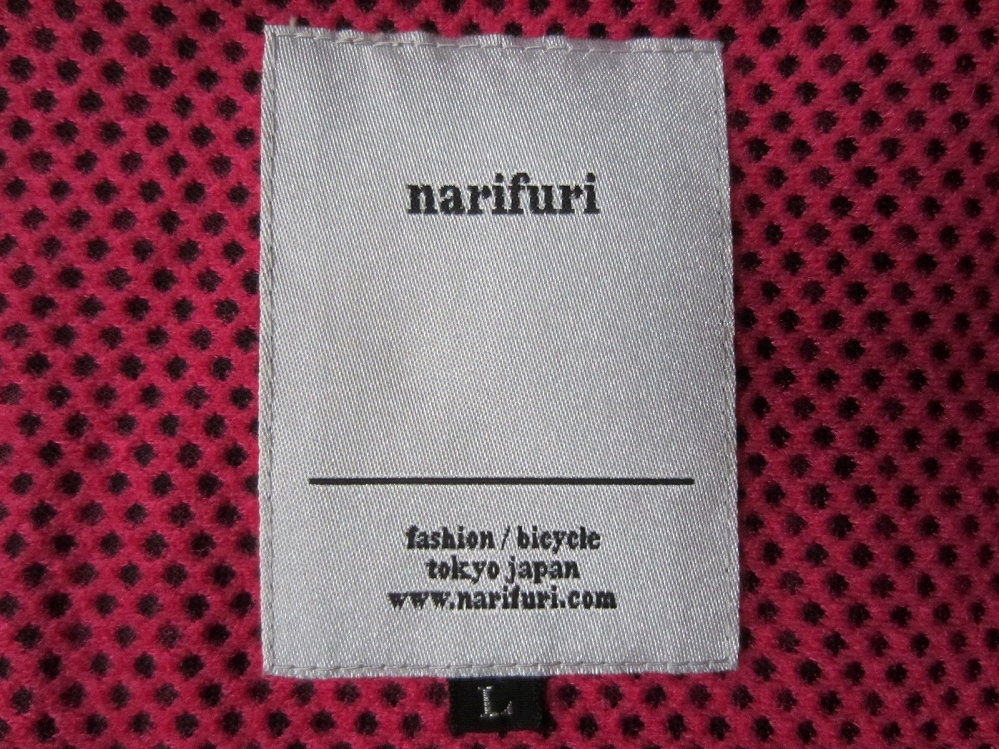 narifuri
fashion / bicycle
tokyo japan
www.narifuri.com
L